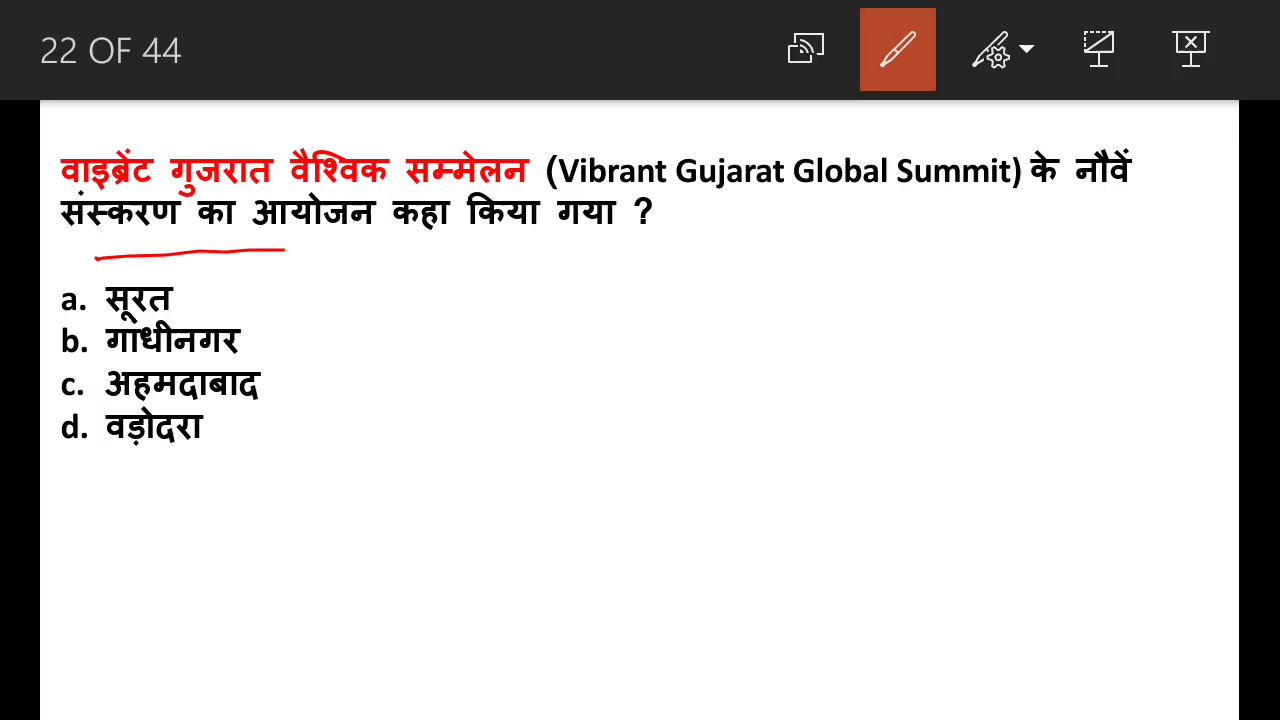 22 OF 44
वाइब्रेंट गुजरात वैश्विक सम्मेलन (Vibrant Gujarat Global Summit) के नौवें
संस्करण का आयोजन कहा किया गया ?
a. सूरत
b. गाधीनगर
c. अहमदाबाद
d. वड़ोदरा